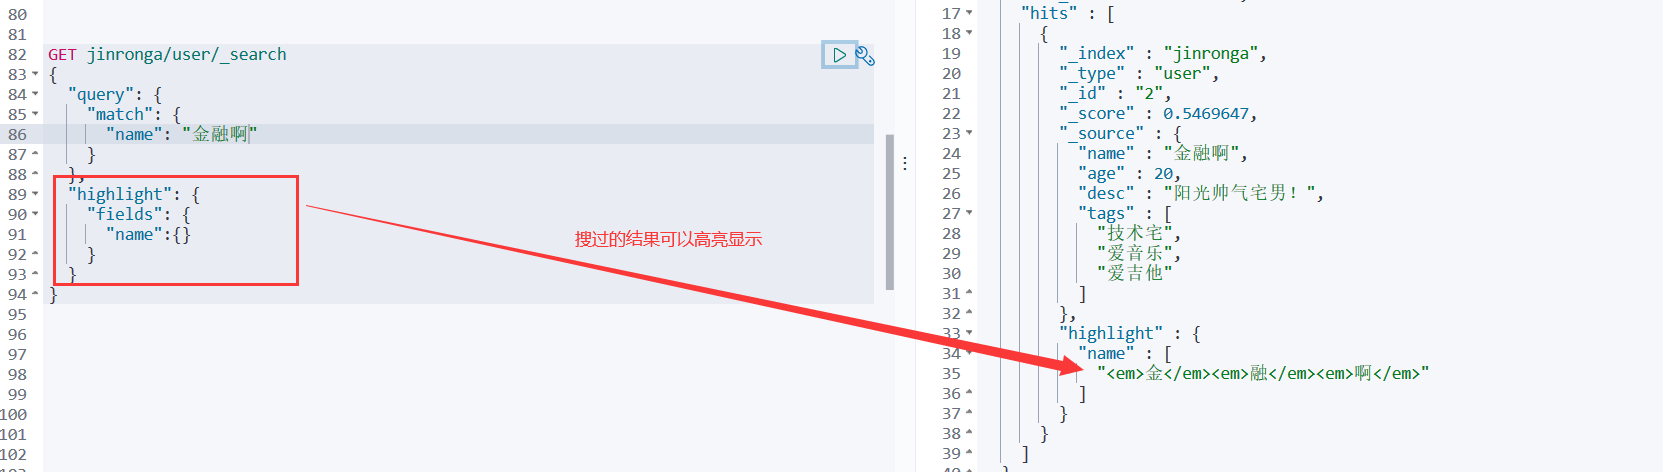 80
81
82 GET jinronga/user/_search
83 {
84 "query": {
85 "match": {
86 "name": "金融啊"
87 }
88 },
89 "highlight": {
90 "fields": {
91 "name":{}
92 }
93 }
94 }
95
96
97
98
99
100
101
102
搜过的结果可以高亮显示
17 "hits" : [
18 {
19 "_index" : "jinronga",
20 "_type" : "user",
21 "_id" : "2",
22 "_score" : 0.5469647,
23 "_source" : {
24 "name" : "金融啊",
25 "age" : 20,
26 "desc" : "阳光帅气宅男！",
27 "tags" : [
28 "技术宅",
29 "爱音乐",
30 "爱吉他"
31 ]
32 },
33 "highlight" : {
34 "name" : [
35 "<em>金</em><em>融</em><em>啊</em>"
36 ]
37 }
38 }
39 ]